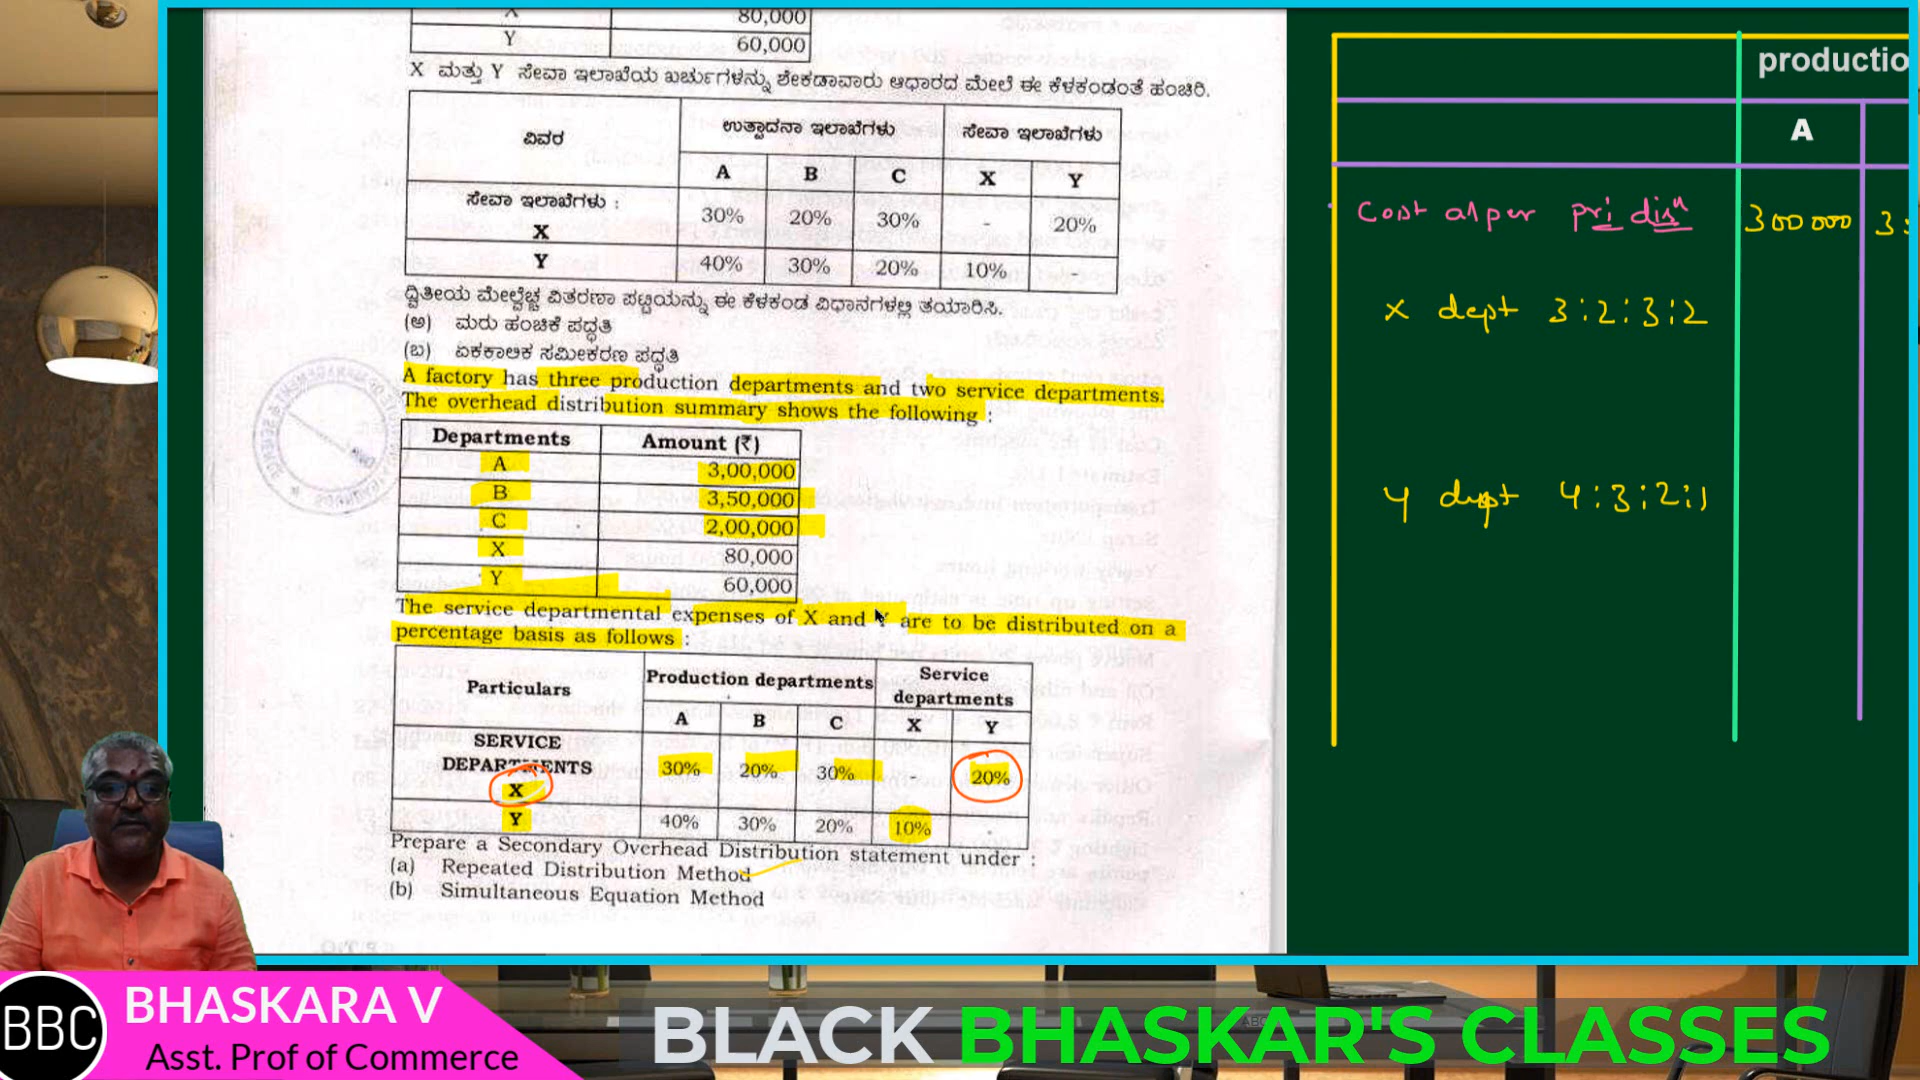 80,000
Y 60,000
X ಮತ್ತು Y ಸೇವಾ ಇಲಾಖೆಯ ಖರ್ಚುಗಳನ್ನು ಶೇಕಡಾವಾರು ಆಧಾರದ ಮೇಲೆ ಈ ಕೆಳಕಂಡಂತೆ ಹಂಚಿರಿ.
ವಿವರ ಉತ್ಪಾದನಾ ಇಲಾಖೆಗಳು ಸೇವಾ ಇಲಾಖೆಗಳು
A B C X Y
ಸೇವಾ ಇಲಾಖೆಗಳು :
X 30% 20% 30% - 20%
Y 40% 30% 20% 10% -
ದ್ವಿತೀಯ ಮೇಲ್ವೆಚ್ಚ ವಿತರಣಾ ಪಟ್ಟಿಯನ್ನು ಈ ಕೆಳಕಂಡ ವಿಧಾನಗಳಲ್ಲಿ ತಯಾರಿಸಿ.
(ಅ) ಮರು ಹಂಚಿಕೆ ಪದ್ಧತಿ
(ಬ) ಏಕಕಾಲಿಕ ಸಮೀಕರಣ ಪದ್ಧತಿ
A factory has three production departments and two service departments.
The overhead distribution summary shows the following :
Departments Amount (₹)
A 3,00,000
B 3,50,000
C 2,00,000
X 80,000
Y 60,000
The service departmental expenses of X and Y are to be distributed on a
percentage basis as follows :
Particulars Production departments Service departments
A B C X Y
SERVICE
DEPARTMENTS
X 30% 20% 30% 20%
Y 40% 30% 20% 10% -
Prepare a Secondary Overhead Distribution statement under :
(a) Repeated Distribution Method
(b) Simultaneous Equation Method
productio
A
Cost as per pri disⁿ 300000 3
X dept 3:2:3:2
Y dept 4:3:2:1
BBC
BHASKARA V
Asst. Prof of Commerce
BLACK BHASKAR'S CLASSES